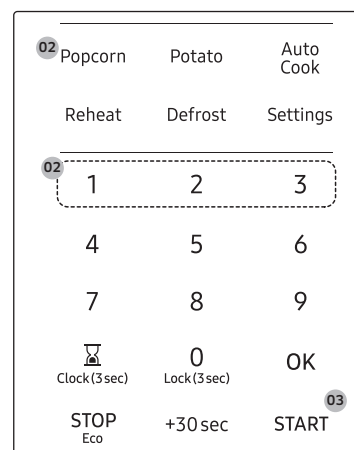 02 Popcorn Potato Auto Cook
Reheat Defrost Settings
02
1 2 3
4 5 6
7 8 9
Clock(3 sec) 0 OK
Lock(3 sec)
03
STOP +30 sec START
Eco